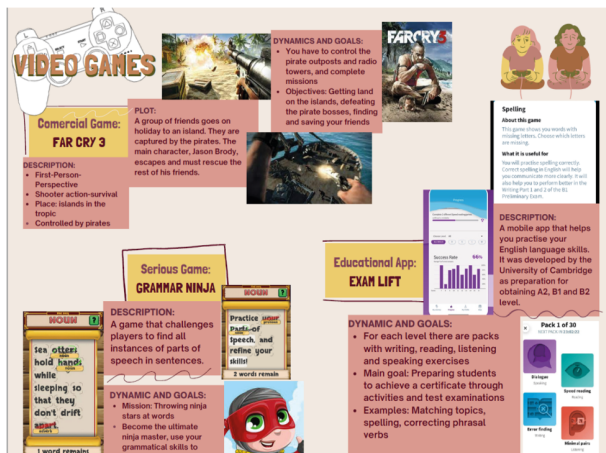 VIDEO GAMES
Comercial Game:
FAR CRY 3
DESCRIPTION:
• First-Person-
Perspective
• Shooter action-survival
• Place: islands in the
tropic
• Controlled by pirates
PLOT:
A group of friends goes on
holiday to an island. They are
captured by the pirates. The
main character, Jason Brody,
escapes and must rescue the
rest of his friends.
DYNAMICS AND GOALS:
• You have to control the
pirate outposts and radio
towers, and complete
missions
• Objectives: Getting land
on the islands, defeating
the pirate bosses, finding
and saving your friends
FARCRY3
Serious Game:
GRAMMAR NINJA
DESCRIPTION:
A game that challenges
players to find all
instances of parts of
speech in sentences.
DYNAMIC AND GOALS:
• Mission: Throwing ninja
stars at words
• Become the ultimate
ninja master, use your
grammatical skills to
NOUN ?
Sea otters
hold hands
while
sleeping so
that they
don't drift
apart.
1 word remains
NOUN ?
Practice your
Parts of
Speech, and
refine your
skills!
2 words remain
Educational App:
EXAM LIFT
Success Rate
66%
Spelling
About this game
This game shows you words with
missing letters. Choose which letters
are missing.
What it is useful for
You will practise spelling correctly.
Correct spelling in English will help
you communicate more clearly. It will
also help you to perform better in the
Writing Part 1 and 2 of the B1
Preliminary Exam.
DESCRIPTION:
A mobile app that helps
you practise your
English language skills.
It was developed by the
University of Cambridge
as preparation for
obtaining A2, B1 and B2
level.
DYNAMIC AND GOALS:
• For each level there are packs
with writing, reading, listening
and speaking exercises
• Main goal: Preparing students
to achieve a certificate through
activities and test examinations
• Examples: Matching topics,
spelling, correcting phrasal
verbs
Pack 1 of 30
Dialogue
Speed reading
Error finding
Minimal pairs